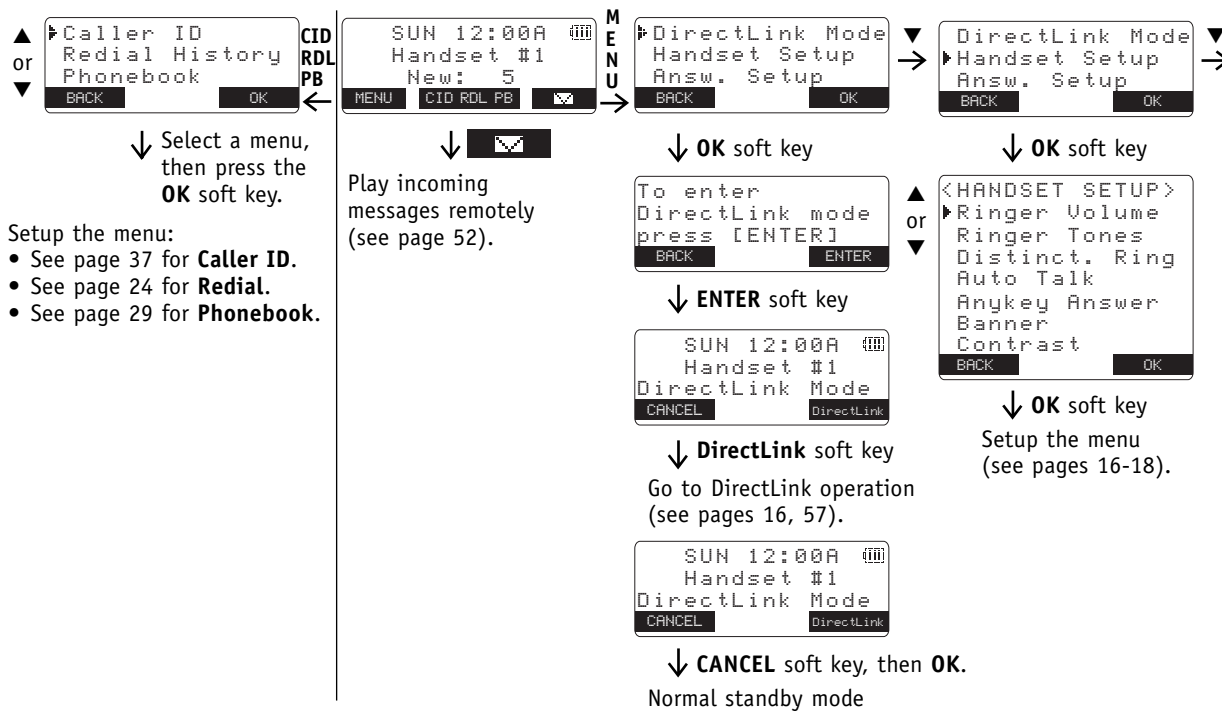 ▲
or
▼
Caller ID
Redial History
Phonebook
BACK OK
CID
RDL
PB
←
↓ Select a menu,
then press the
OK soft key.
Setup the menu:
• See page 37 for Caller ID.
• See page 24 for Redial.
• See page 29 for Phonebook.
SUN 12:00A
Handset #1
New: 5
MENU CID RDL PB
↓
Play incoming
messages remotely
(see page 52).
M
E
N
U
→
DirectLink Mode
Handset Setup
Answ. Setup
BACK OK
↓ OK soft key
To enter
DirectLink mode
press [ENTER]
BACK ENTER
↓ ENTER soft key
SUN 12:00A
Handset #1
DirectLink Mode
CANCEL DirectLink
↓ DirectLink soft key
Go to DirectLink operation
(see pages 16, 57).
SUN 12:00A
Handset #1
DirectLink Mode
CANCEL DirectLink
↓ CANCEL soft key, then OK.
Normal standby mode
▼
→
DirectLink Mode
Handset Setup
Answ. Setup
BACK OK
▼
→
↓ OK soft key
▲
or
▼
<HANDSET SETUP>
Ringer Volume
Ringer Tones
Distinct. Ring
Auto Talk
Anykey Answer
Banner
Contrast
BACK OK
↓ OK soft key
Setup the menu
(see pages 16-18).